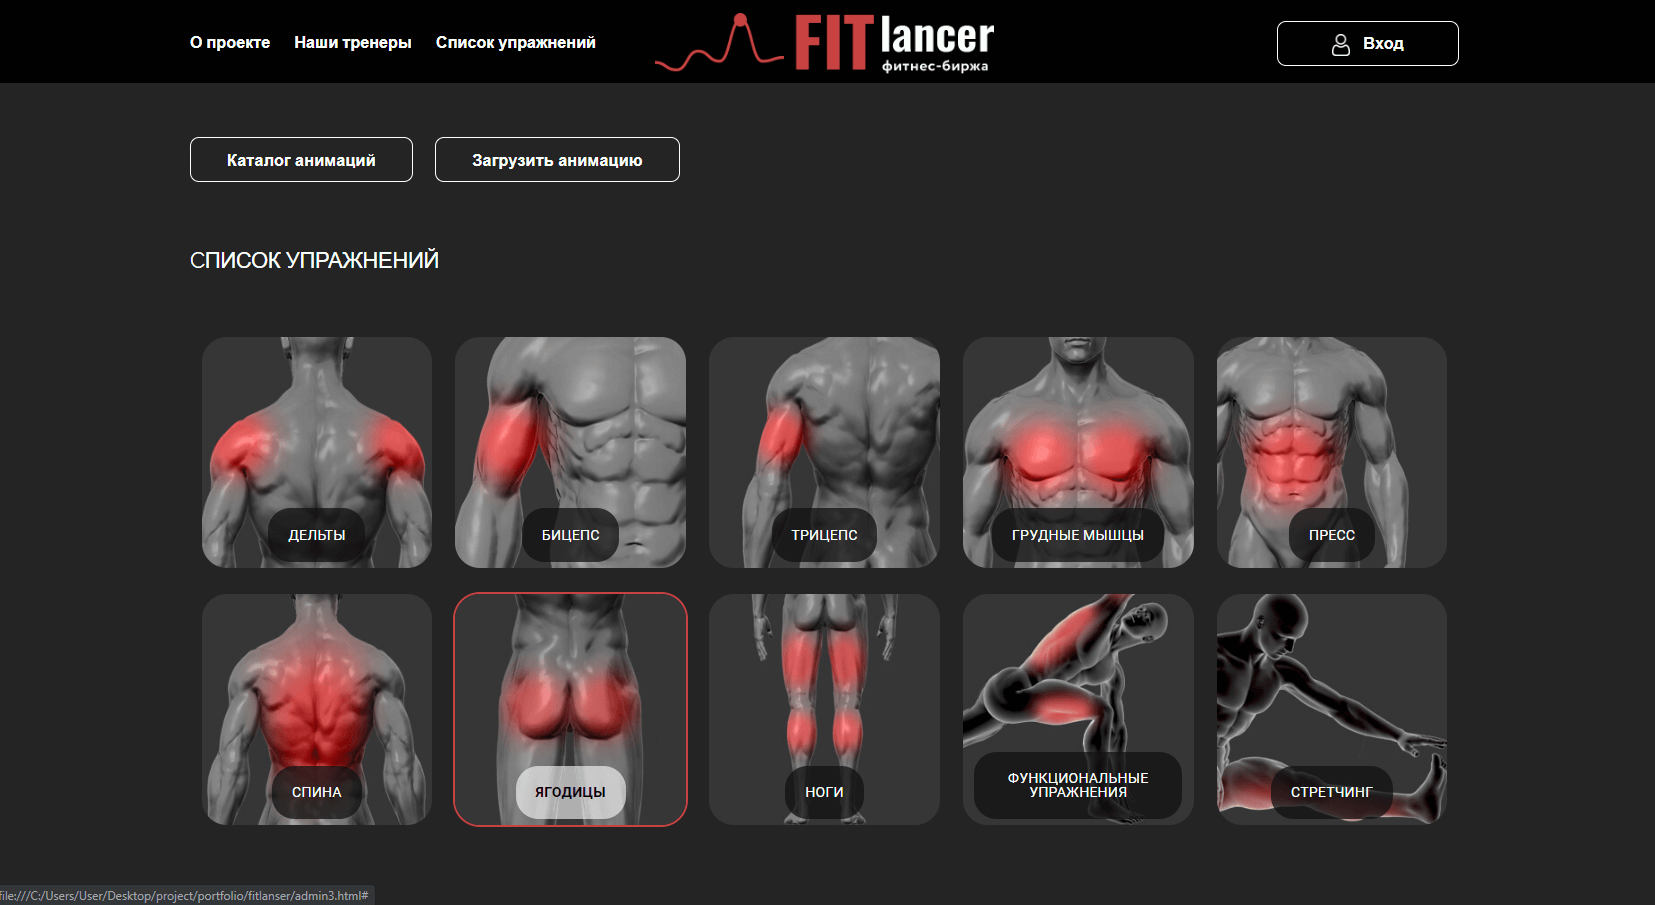 О проекте Наши тренеры Список упражнений
FIT lancer
фитнес-биржа
Вход
Каталог анимаций Загрузить анимацию
СПИСОК УПРАЖНЕНИЙ
ДЕЛЬТЫ БИЦЕПС ТРИЦЕПС ГРУДНЫЕ МЫШЦЫ ПРЕСС
СПИНА ЯГОДИЦЫ НОГИ ФУНКЦИОНАЛЬНЫЕ
УПРАЖНЕНИЯ СТРЕТЧИНГ
file:///C:/Users/User/Desktop/project/portfolio/fitlanser/admin3.html#